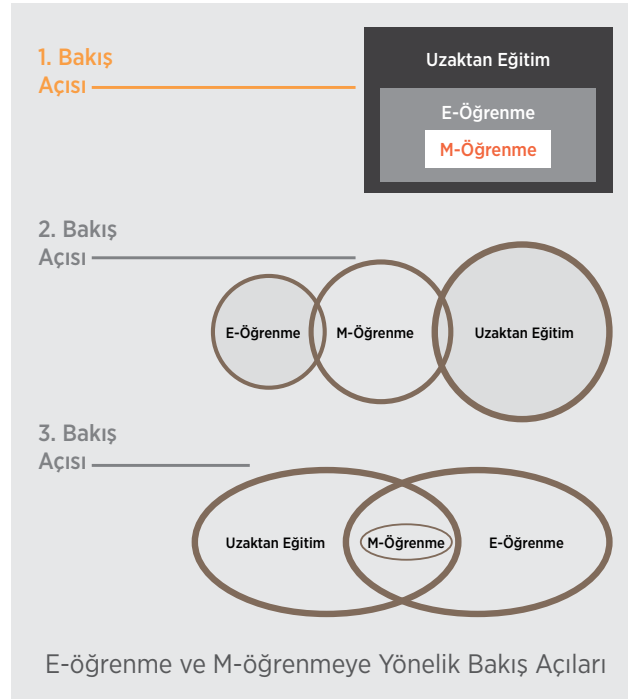 1. Bakış
Açısı
Uzaktan Eğitim
E-Öğrenme
M-Öğrenme
2. Bakış
Açısı
E-Öğrenme
M-Öğrenme
Uzaktan Eğitim
3. Bakış
Açısı
Uzaktan Eğitim
M-Öğrenme
E-Öğrenme
E-öğrenme ve M-öğrenmeye Yönelik Bakış Açıları